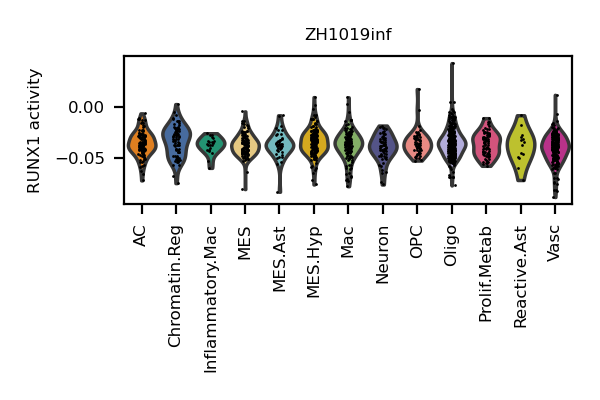 ZH1019inf
RUNX1 activity
0.00
−0.05
AC
Chromatin.Reg
Inflammatory.Mac
MES
MES.Ast
MES.Hyp
Mac
Neuron
OPC
Oligo
Prolif.Metab
Reactive.Ast
Vasc